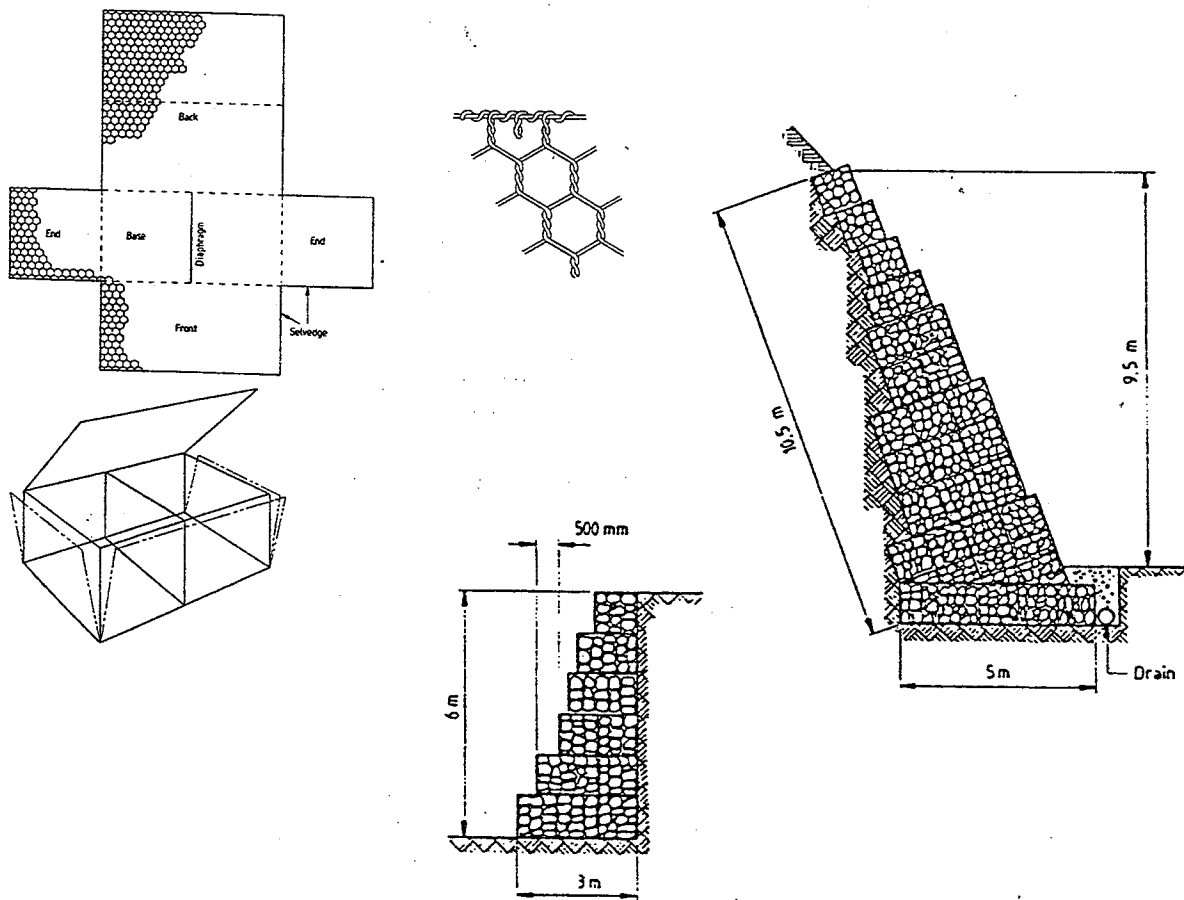 Back
End
Base
Diaphragm
End
Front
Selvedge
500 mm
6 m
3 m
10.5 m
9.5 m
5 m
Drain